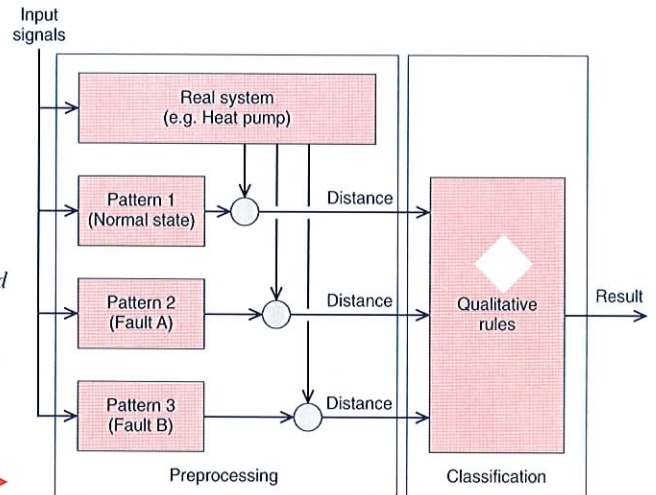 Input
signals
Real system
(e.g. Heat pump)
Pattern 1
(Normal state)
Distance
Pattern 2
(Fault A)
Distance
Qualitative
rules
Result
Pattern 3
(Fault B)
Distance
Preprocessing
Classification